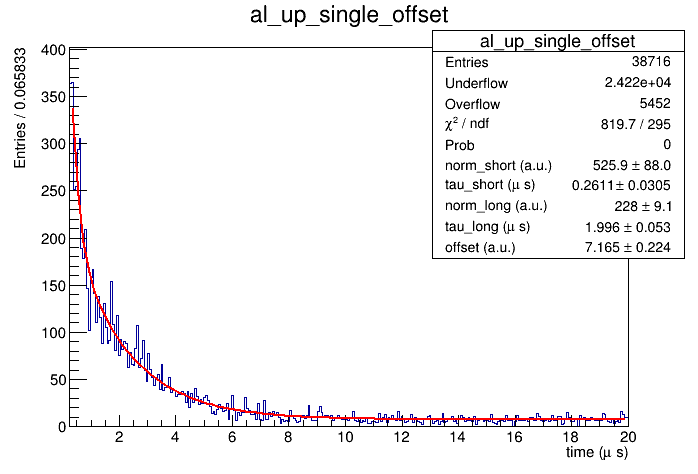 al_up_single_offset
al_up_single_offset
Entries 38716
Underflow 2.422e+04
Overflow 5452
χ² / ndf 819.7 / 295
Prob 0
norm_short (a.u.) 525.9 ± 88.0
tau_short (μ s) 0.2611± 0.0305
norm_long (a.u.) 228 ± 9.1
tau_long (μ s) 1.996 ± 0.053
offset (a.u.) 7.165 ± 0.224
Entries / 0.065833
400
350
300
250
200
150
100
50
0
2 4 6 8 10 12 14 16 18 20
time (μ s)